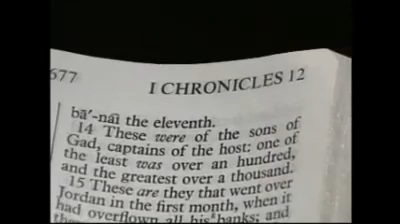 677
I CHRONICLES 12
bă'-nāi the eleventh.
14 These were of the sons of
Gad, captains of the host: one of
the least was over an hundred,
and the greatest over a thousand.
15 These are they that went over
Jordan in the first month, when it
had overflown all his banks; and